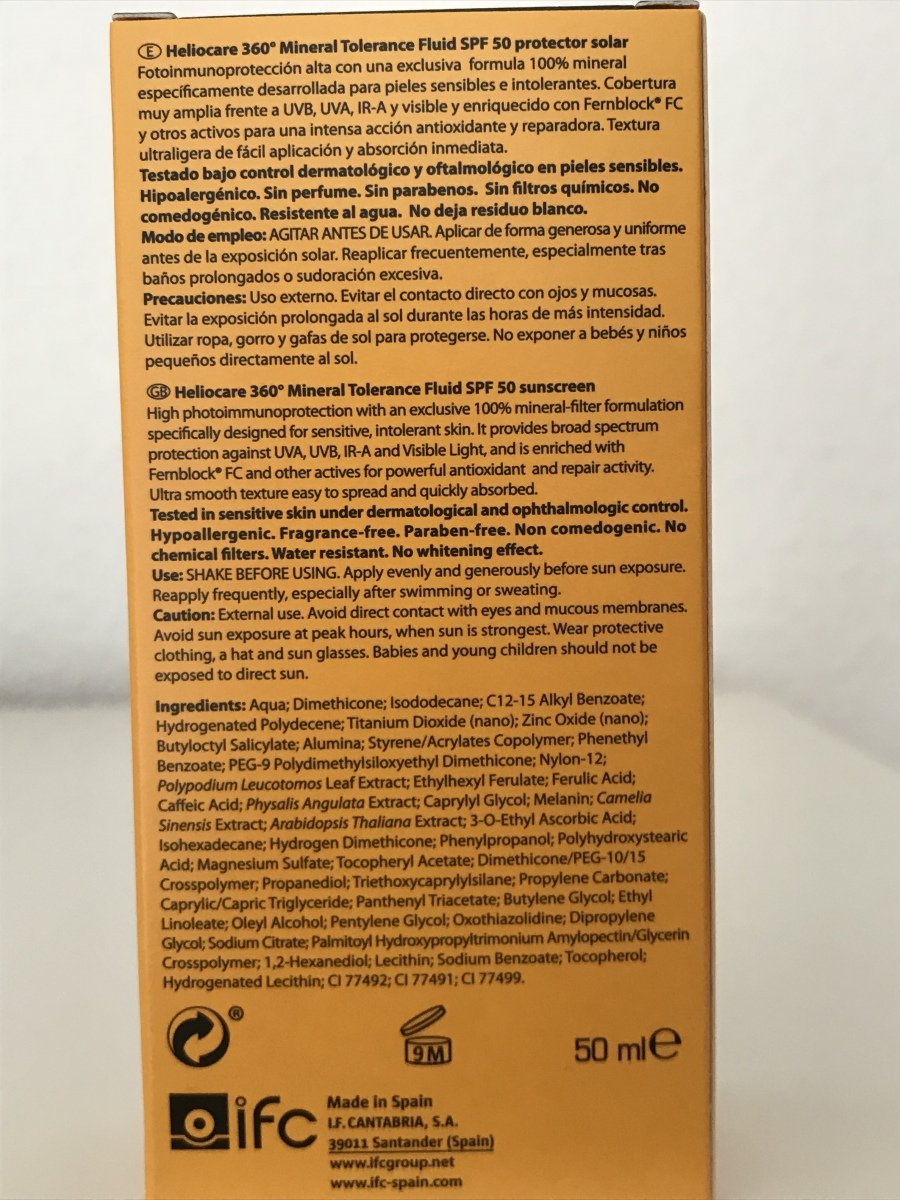 E Heliocare 360° Mineral Tolerance Fluid SPF 50 protector solar
Fotoinmunoprotección alta con una exclusiva formula 100% mineral
específicamente desarrollada para pieles sensibles e intolerantes. Cobertura
muy amplia frente a UVB, UVA, IR-A y visible y enriquecido con Fernblock® FC
y otros activos para una intensa acción antioxidante y reparadora. Textura
ultraligera de fácil aplicación y absorción inmediata.
Testado bajo control dermatológico y oftalmológico en pieles sensibles.
Hipoalergénico. Sin perfume. Sin parabenos. Sin filtros químicos. No
comedogénico. Resistente al agua. No deja residuo blanco.
Modo de empleo: AGITAR ANTES DE USAR. Aplicar de forma generosa y uniforme
antes de la exposición solar. Reaplicar frecuentemente, especialmente tras
baños prolongados o sudoración excesiva.
Precauciones: Uso externo. Evitar el contacto directo con ojos y mucosas.
Evitar la exposición prolongada al sol durante las horas de más intensidad.
Utilizar ropa, gorro y gafas de sol para protegerse. No exponer a bebés y niños
pequeños directamente al sol.
GB Heliocare 360° Mineral Tolerance Fluid SPF 50 sunscreen
High photoimmunoprotection with an exclusive 100% mineral-filter formulation
specifically designed for sensitive, intolerant skin. It provides broad spectrum
protection against UVA, UVB, IR-A and Visible Light, and is enriched with
Fernblock® FC and other actives for powerful antioxidant and repair activity.
Ultra smooth texture easy to spread and quickly absorbed.
Tested in sensitive skin under dermatological and ophthalmologic control.
Hypoallergenic. Fragrance-free. Paraben-free. Non comedogenic. No
chemical filters. Water resistant. No whitening effect.
Use: SHAKE BEFORE USING. Apply evenly and generously before sun exposure.
Reapply frequently, especially after swimming or sweating.
Caution: External use. Avoid direct contact with eyes and mucous membranes.
Avoid sun exposure at peak hours, when sun is strongest. Wear protective
clothing, a hat and sun glasses. Babies and young children should not be
exposed to direct sun.
Ingredients: Aqua; Dimethicone; Isododecane; C12-15 Alkyl Benzoate;
Hydrogenated Polydecene; Titanium Dioxide (nano); Zinc Oxide (nano);
Butyloctyl Salicylate; Alumina; Styrene/Acrylates Copolymer; Phenethyl
Benzoate; PEG-9 Polydimethylsiloxyethyl Dimethicone; Nylon-12;
Polypodium Leucotomos Leaf Extract; Ethylhexyl Ferulate; Ferulic Acid;
Caffeic Acid; Physalis Angulata Extract; Caprylyl Glycol; Melanin; Camelia
Sinensis Extract; Arabidopsis Thaliana Extract; 3-O-Ethyl Ascorbic Acid;
Isohexadecane; Hydrogen Dimethicone; Phenylpropanol; Polyhydroxystearic
Acid; Magnesium Sulfate; Tocopheryl Acetate; Dimethicone/PEG-10/15
Crosspolymer; Propanediol; Triethoxycaprylylsilane; Propylene Carbonate;
Caprylic/Capric Triglyceride; Panthenyl Triacetate; Butylene Glycol; Ethyl
Linoleate; Oleyl Alcohol; Pentylene Glycol; Oxothiazolidine; Dipropylene
Glycol; Sodium Citrate; Palmitoyl Hydroxypropyltrimonium Amylopectin/Glycerin
Crosspolymer; 1,2-Hexanediol; Lecithin; Sodium Benzoate; Tocopherol;
Hydrogenated Lecithin; CI 77492; CI 77491; CI 77499.
®
9M
50 ml e
ifc
Made in Spain
I.F. CANTABRIA, S.A.
39011 Santander (Spain)
www.ifcgroup.net
www.ifc-spain.com